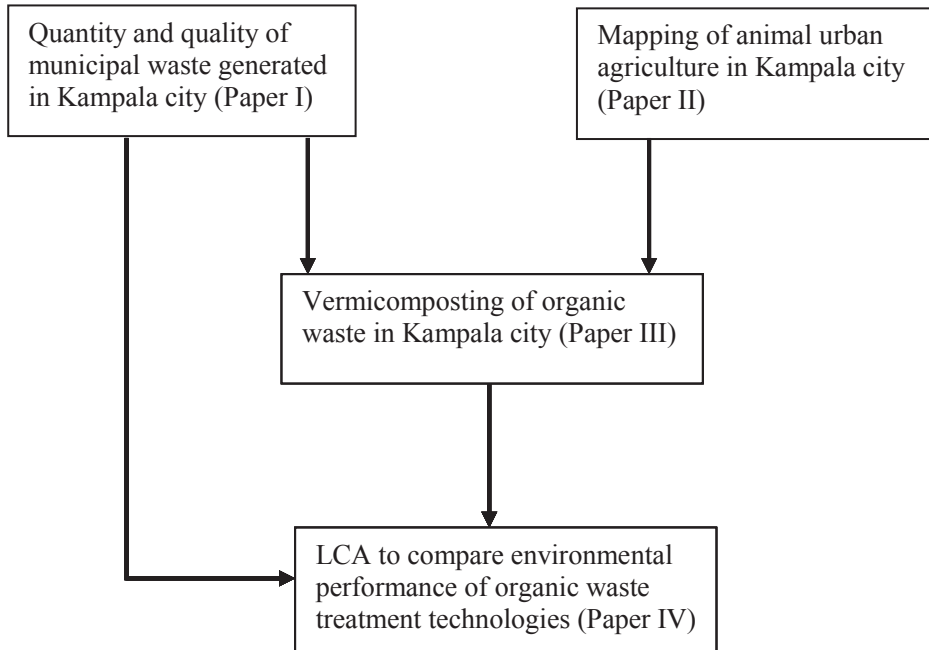 Quantity and quality of
municipal waste generated
in Kampala city (Paper I)
Mapping of animal urban
agriculture in Kampala city
(Paper II)
Vermicomposting of organic
waste in Kampala city (Paper III)
LCA to compare environmental
performance of organic waste
treatment technologies (Paper IV)